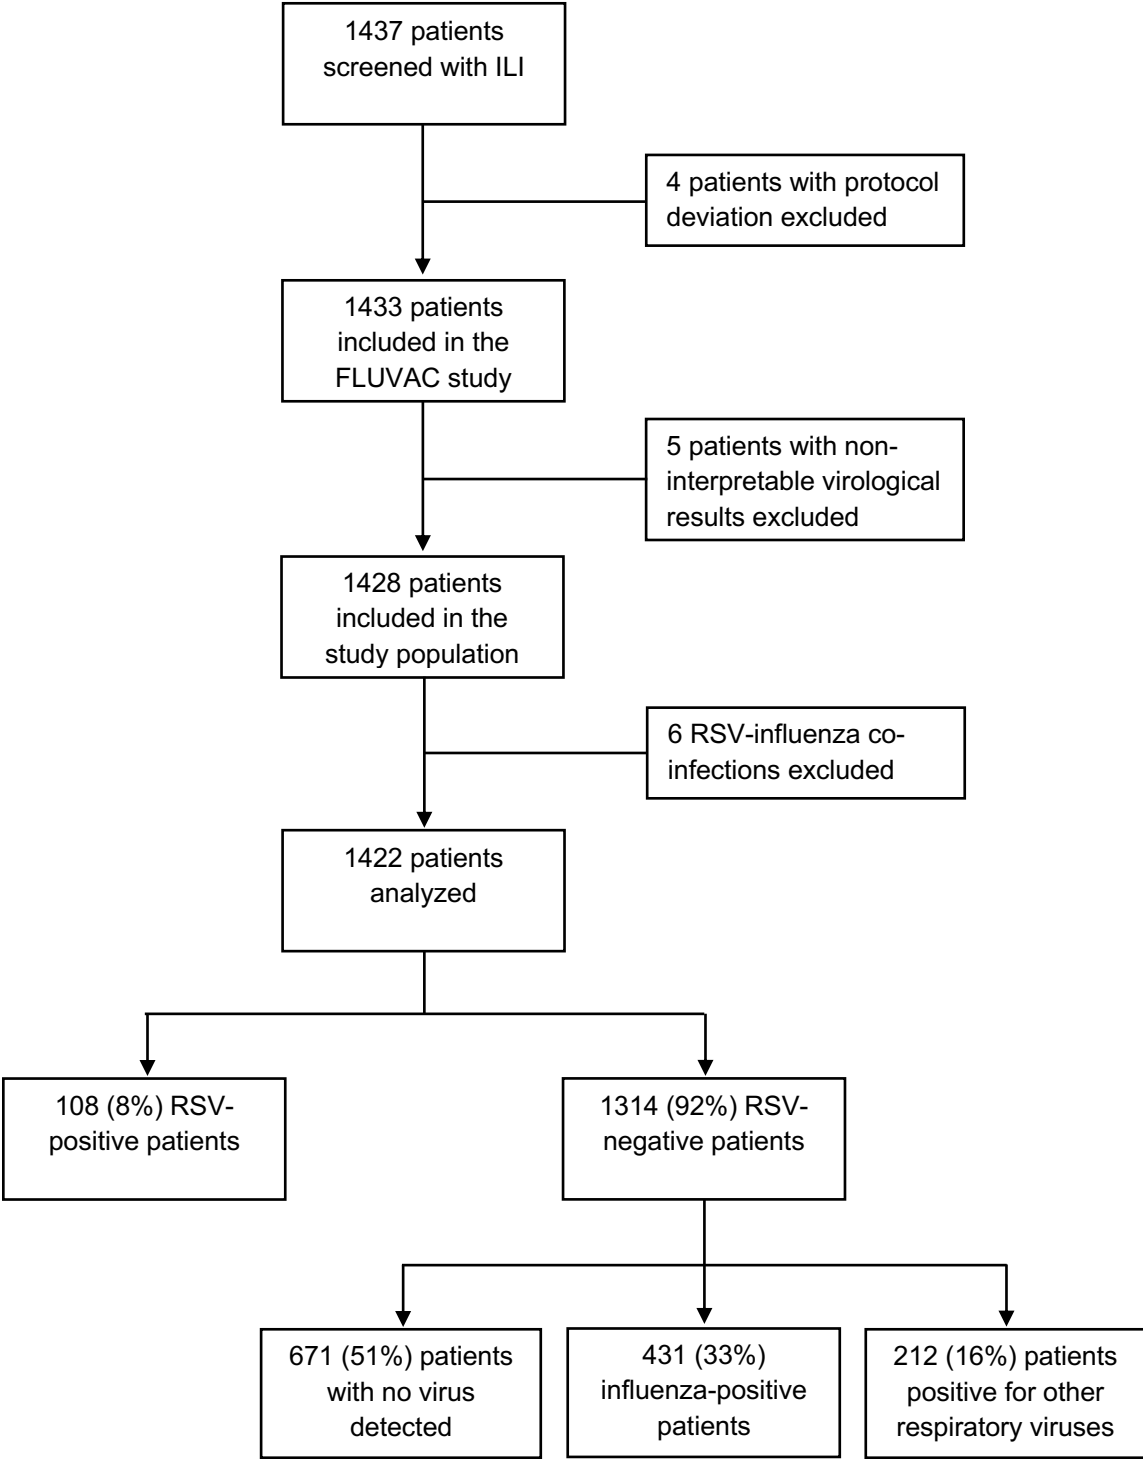 1437 patients
screened with ILI
4 patients with protocol
deviation excluded
1433 patients
included in the
FLUVAC study
5 patients with non-
interpretable virological
results excluded
1428 patients
included in the
study population
6 RSV-influenza co-
infections excluded
1422 patients
analyzed
108 (8%) RSV-
positive patients
1314 (92%) RSV-
negative patients
671 (51%) patients
with no virus
detected
431 (33%)
influenza-positive
patients
212 (16%) patients
positive for other
respiratory viruses